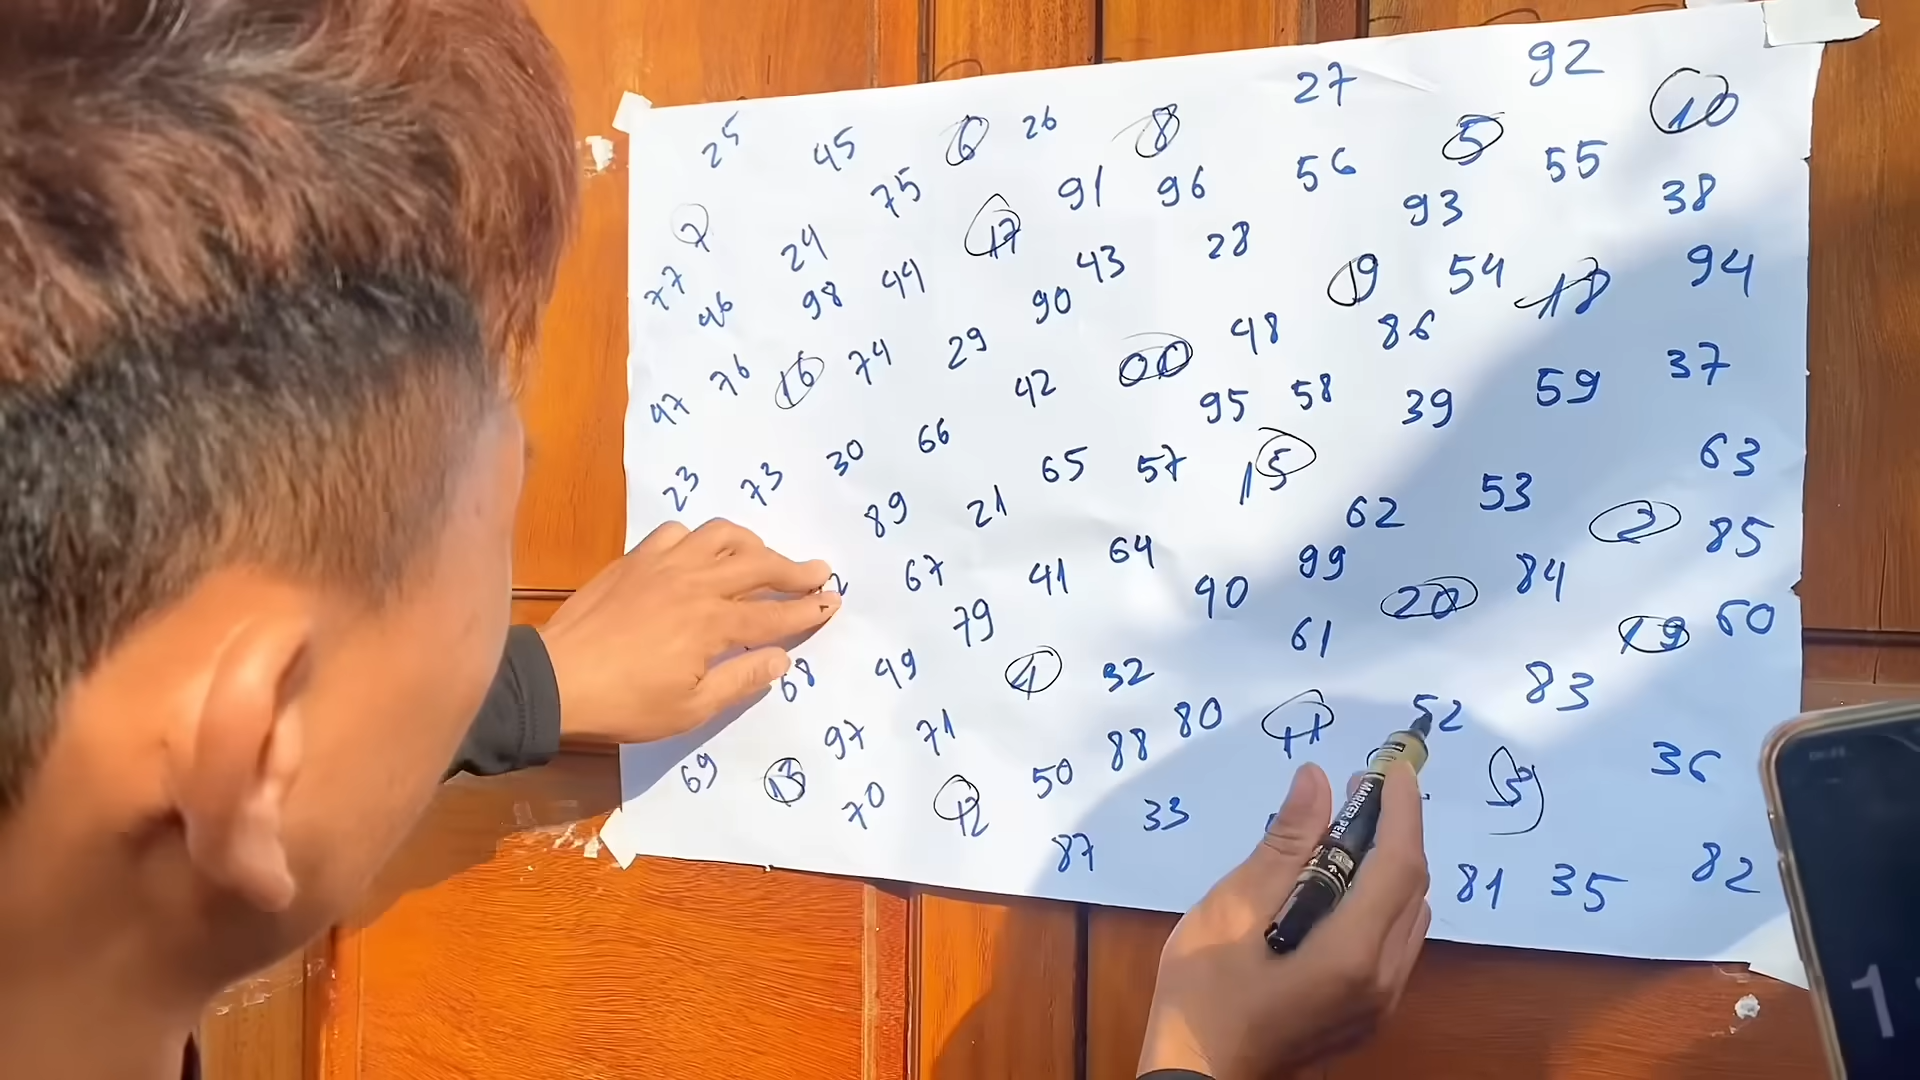 92
27
10
25 45 6 26 8 5
75 91 96 56 55
7 24 17 93 38
77 46 98 44 90 43 28 19 54 18 94
47 76 16 74 29 42 00 48 86
95 58 39 59 37
23 73 30 66 65 57 15 63
89 21 62 53 2 85
67 41 64 99 84
79 90 61 20 19 60
68 49 4 32 83
97 71 88 80 11 52
69 13 70 12 50 36
87 33
81 35 82
MARKER PEN
1